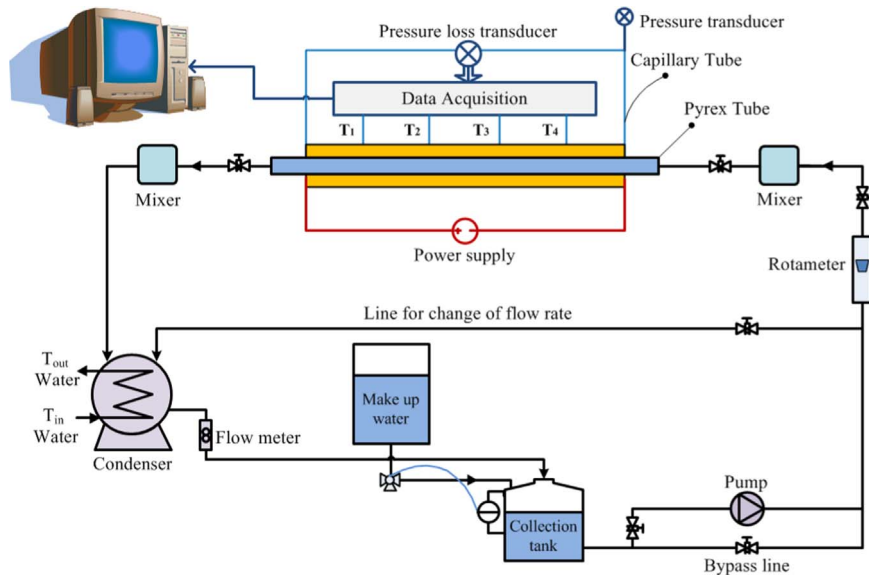 Pressure loss transducer
Pressure transducer
Capillary Tube
Data Acquisition
Pyrex Tube
T1
T2
T3
T4
Mixer
Mixer
Power supply
Rotameter
Line for change of flow rate
Tout
Water
Tin
Water
Make up
water
Flow meter
Condenser
Pump
Collection
tank
Bypass line